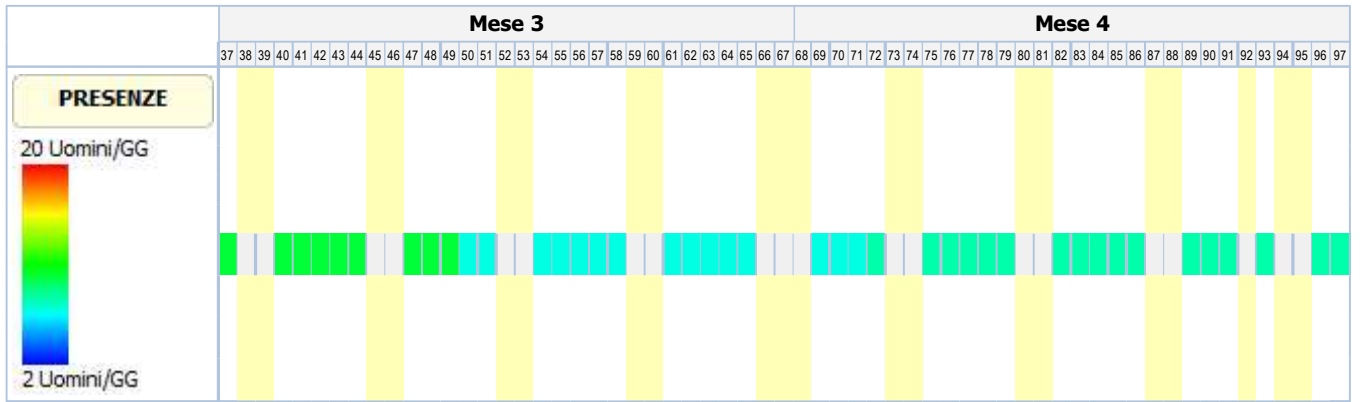 Mese 3 Mese 4
37 38 39 40 41 42 43 44 45 46 47 48 49 50 51 52 53 54 55 56 57 58 59 60 61 62 63 64 65 66 67 68 69 70 71 72 73 74 75 76 77 78 79 80 81 82 83 84 85 86 87 88 89 90 91 92 93 94 95 96 97
PRESENZE
20 Uomini/GG
2 Uomini/GG